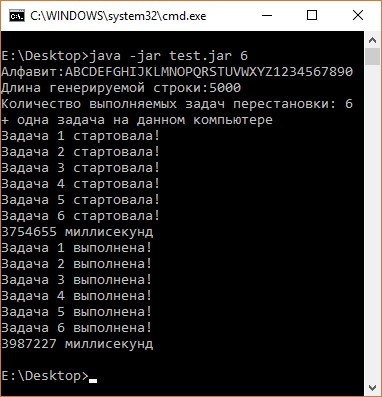 C:\WINDOWS\system32\cmd.exe
E:\Desktop>java -jar test.jar 6
Алфавит:ABCDEFGHIJKLMNOPQRSTUVWXYZ1234567890
Длина генерируемой строки:5000
Количество выполняемых задач перестановки: 6
+ одна задача на данном компьютере
Задача 1 стартовала!
Задача 2 стартовала!
Задача 3 стартовала!
Задача 4 стартовала!
Задача 5 стартовала!
Задача 6 стартовала!
3754655 миллисекунд
Задача 1 выполнена!
Задача 2 выполнена!
Задача 3 выполнена!
Задача 4 выполнена!
Задача 5 выполнена!
Задача 6 выполнена!
3987227 миллисекунд
E:\Desktop>